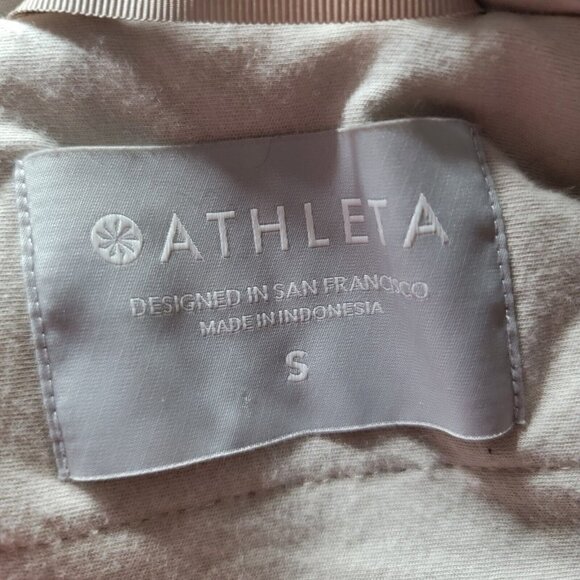 ATHLETA
DESIGNED IN SAN FRANCISCO
MADE IN INDONESIA
S